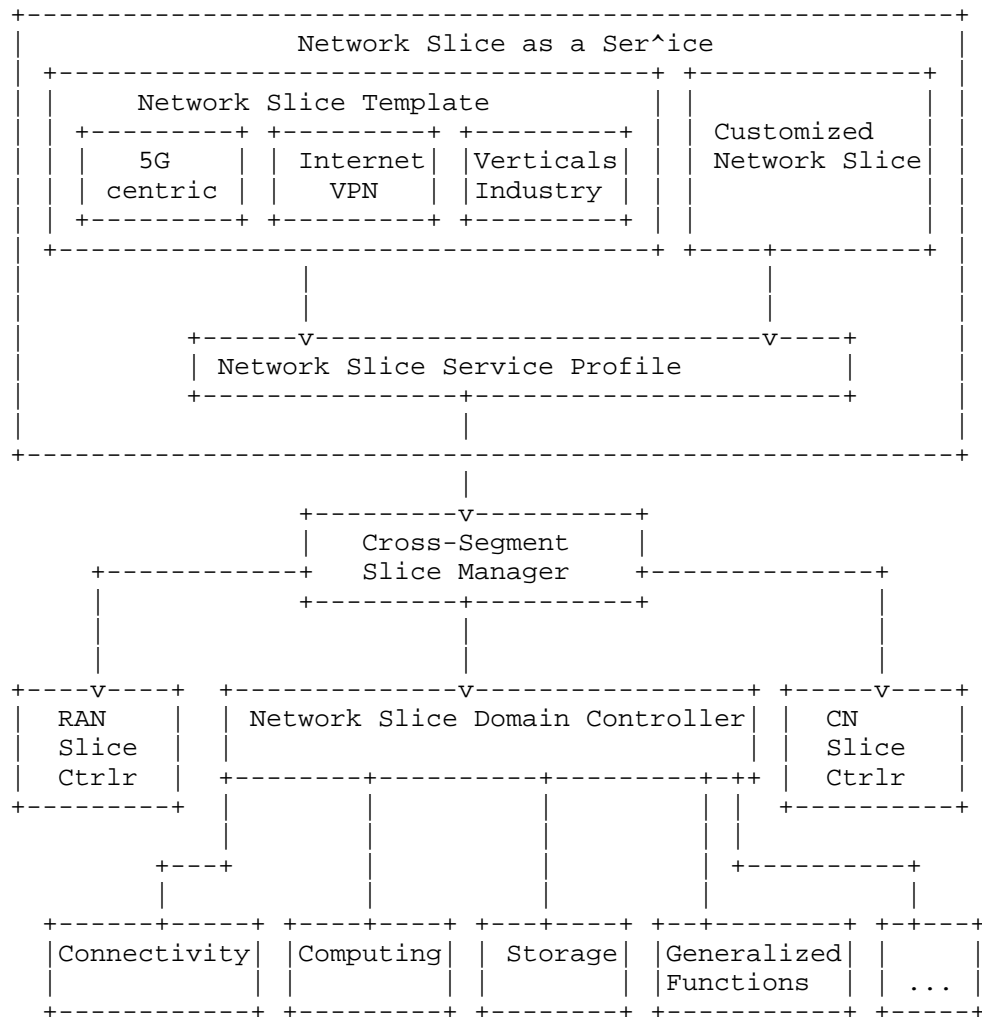 Network Slice as a Ser^ice
Network Slice Template
Customized
Network Slice
5G
centric
Internet
VPN
Verticals
Industry
Network Slice Service Profile
Cross-Segment
Slice Manager
RAN
Slice
Ctrlr
Network Slice Domain Controller
CN
Slice
Ctrlr
Connectivity
Computing
Storage
Generalized
Functions
...